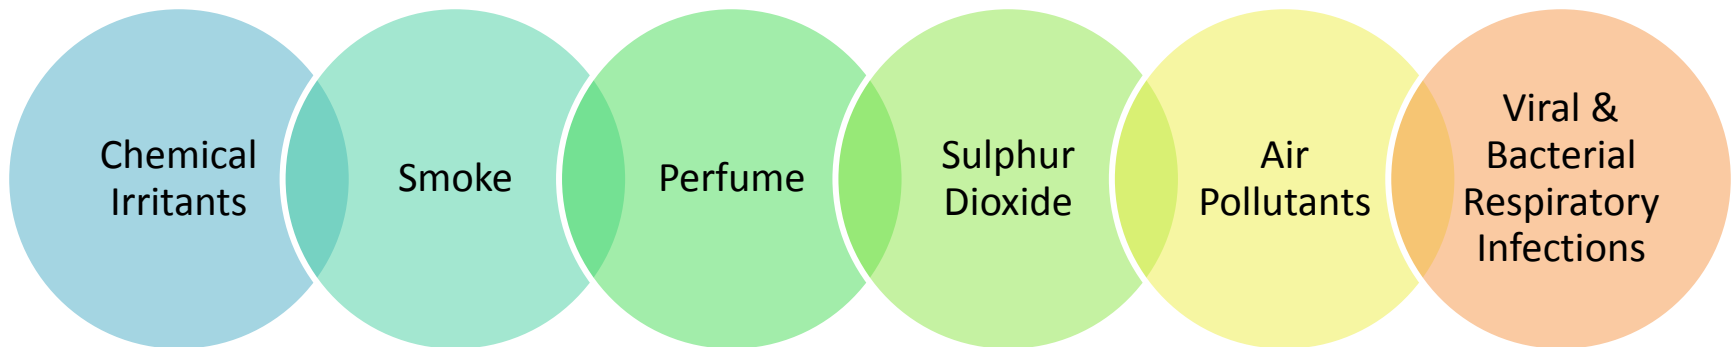 Chemical
Irritants
Smoke
Perfume
Sulphur
Dioxide
Air
Pollutants
Viral &
Bacterial
Respiratory
Infections